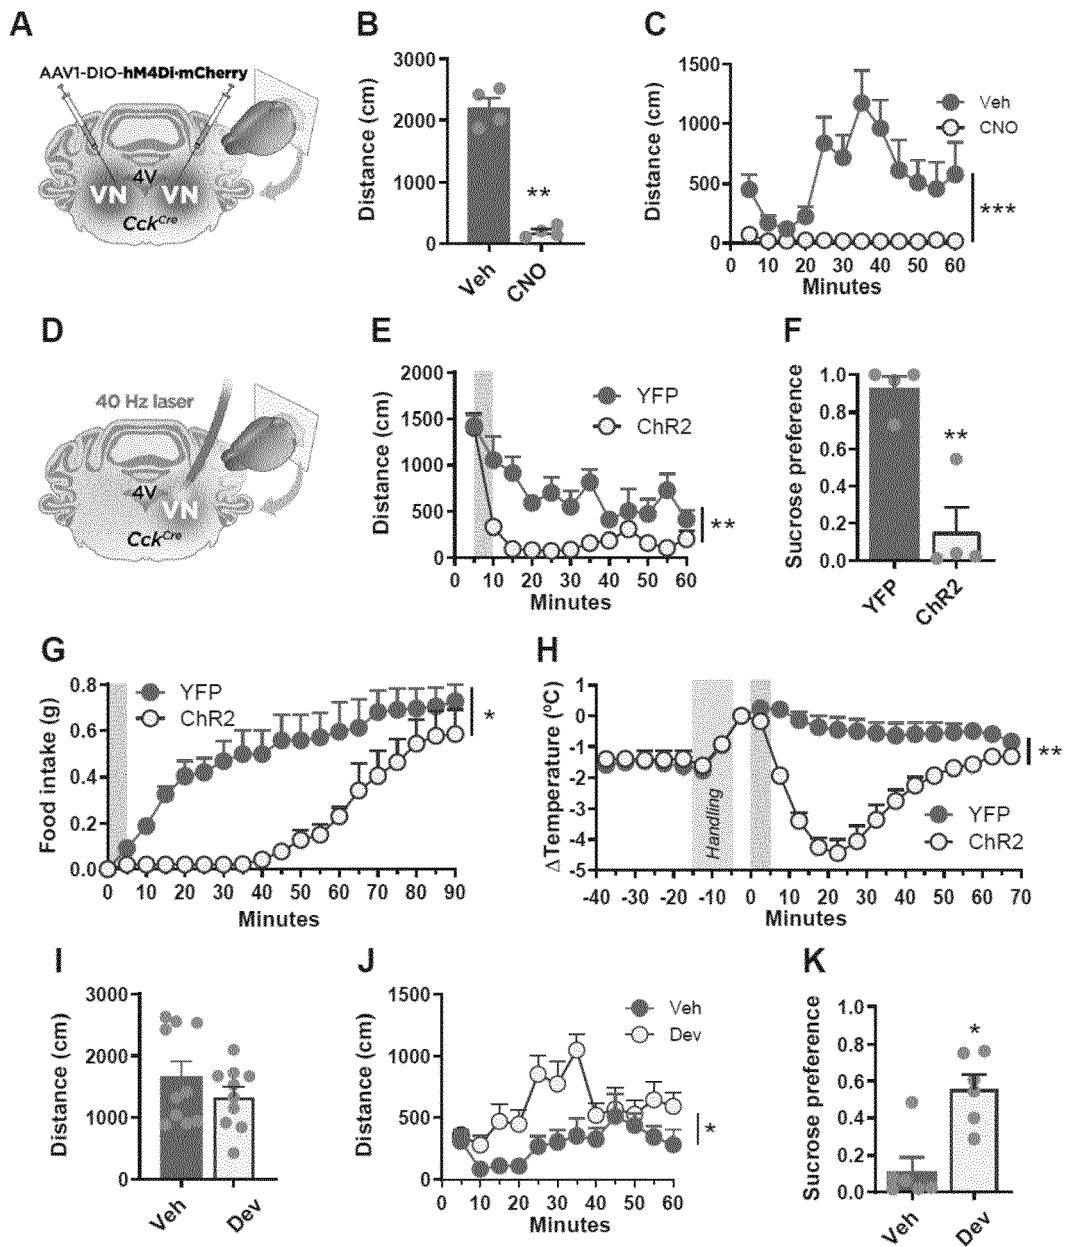 A
AAV1-DIO-hM4Di-mCherry
VN
4V
VN
CckCre
B
Distance (cm)
3000
2000
1000
0
**
Veh
CNO
C
Distance (cm)
1500
1000
500
0
Veh
CNO
***
0 10 20 30 40 50 60
Minutes
D
40 Hz laser
4V
VN
CckCre
E
Distance (cm)
2000
1500
1000
500
0
YFP
ChR2
**
0 10 20 30 40 50 60
Minutes
F
Sucrose preference
1.0
0.8
0.6
0.4
0.2
0.0
**
YFP
ChR2
G
Food intake (g)
0.8
0.6
0.4
0.2
0.0
YFP
ChR2
*
0 10 20 30 40 50 60 70 80 90
Minutes
H
ΔTemperature (ºC)
1
0
-1
-2
-3
-4
-5
Handling
YFP
ChR2
**
-40 -30 -20 -10 0 10 20 30 40 50 60 70
Minutes
I
Distance (cm)
3000
2000
1000
0
Veh
Dev
J
Distance (cm)
1500
1000
500
0
Veh
Dev
*
0 10 20 30 40 50 60
Minutes
K
Sucrose preference
1.0
0.8
0.6
0.4
0.2
0.0
*
Veh
Dev